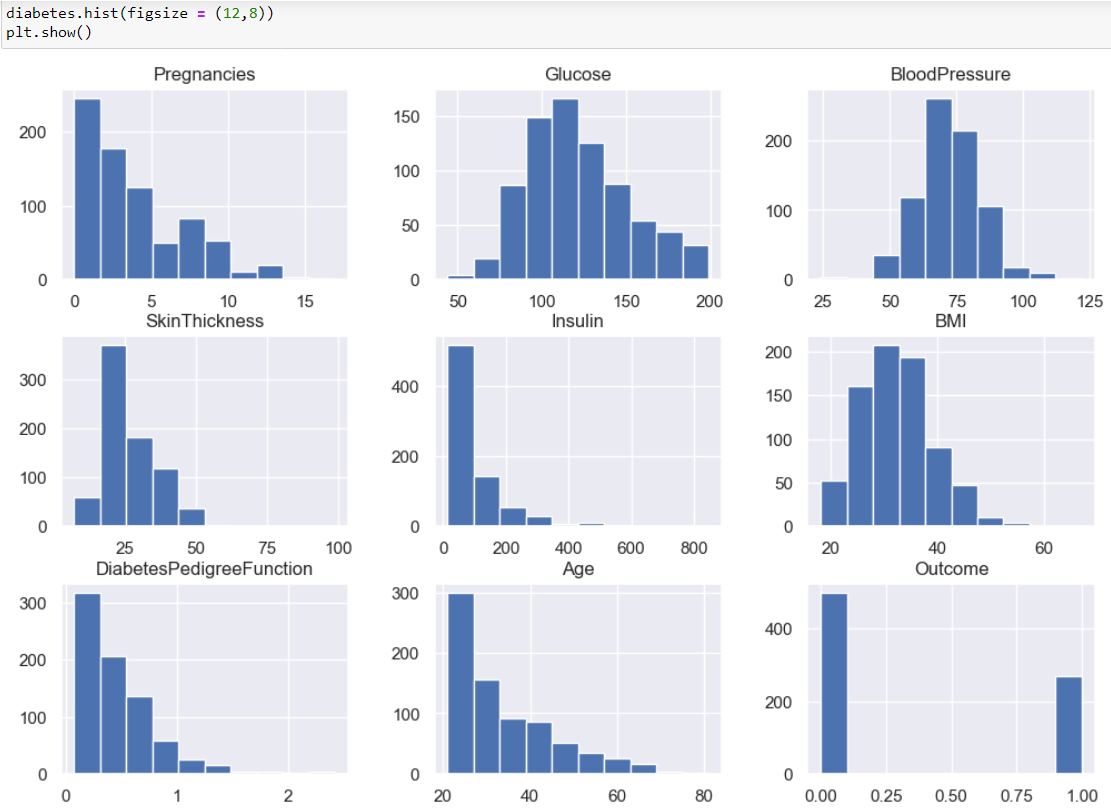 diabetes.hist(figsize = (12,8))
plt.show()
Pregnancies
200
100
0
0 5 10 15
Glucose
150
100
50
0
50 100 150 200
BloodPressure
200
100
0
25 50 75 100 125
SkinThickness
300
200
100
0
25 50 75 100
Insulin
400
200
0
0 200 400 600 800
BMI
200
150
100
50
0
20 40 60
DiabetesPedigreeFunction
300
200
100
0
0 1 2
Age
300
200
100
0
20 40 60 80
Outcome
400
200
0
0.00 0.25 0.50 0.75 1.00